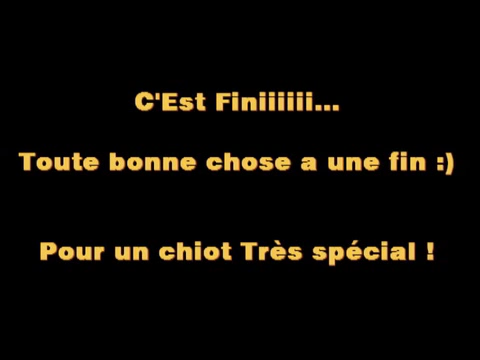 C'Est Finiiiiii...
Toute bonne chose a une fin :)
Pour un chiot Très spécial !